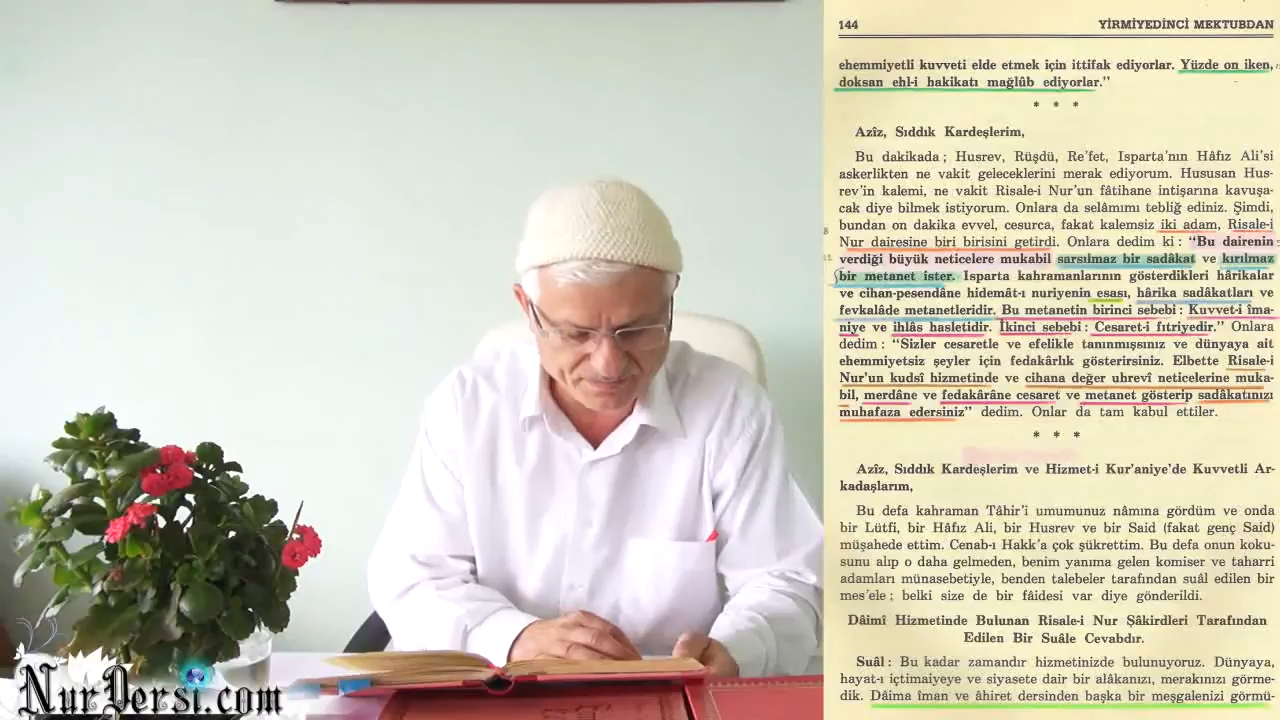 144 YİRMİYEDİNCİ MEKTUBDAN
ehemmiyetli kuvveti elde etmek için ittifak ediyorlar. Yüzde on iken,
doksan ehl-i hakikatı mağlûb ediyorlar.”
* * *
Azîz, Sıddık Kardeşlerim,
Bu dakikada ; Husrev, Rüşdü, Re’fet, Isparta’nın Hâfız Ali’si
askerlikten ne vakit geleceklerini merak ediyorum. Hususan Hus-
rev’in kalemi, ne vakit Risale-i Nur’un fâtihane intişarına kavuşa-
cak diye bilmek istiyorum. Onlara da selâmımı tebliğ ediniz. Şimdi,
bundan on dakika evvel, cesurca, fakat kalemsiz iki adam, Risale-i
Nur dairesine biri birisini getirdi. Onlara dedim ki : “Bu dairenin
verdiği büyük neticelere mukabil sarsılmaz bir sadâkat ve kırılmaz
bir metanet ister. Isparta kahramanlarının gösterdikleri hârikalar
ve cihan-pesendâne hidemât-ı nuriyenin esası, hârika sadâkatları ve
fevkalâde metanetleridir. Bu metanetin birinci sebebi : Kuvvet-i îma-
niye ve ihlâs hasletidir. İkinci sebebi : Cesaret-i fıtriyedir.” Onlara
dedim : “Sizler cesaretle ve efelikle tanınmışsınız ve dünyaya ait
ehemmiyetsiz şeyler için fedakârlık gösterirsiniz. Elbette Risale-i
Nur’un kudsî hizmetinde ve cihana değer uhrevî neticelerine muka-
bil, merdâne ve fedakârâne cesaret ve metanet gösterip sadâkatınızı
muhafaza edersiniz” dedim. Onlar da tam kabul ettiler.
* * *
Azîz, Sıddık Kardeşlerim ve Hizmet-i Kur’aniye’de Kuvvetli Ar-
kadaşlarım,
Bu defa kahraman Tâhir’i umumunuz nâmına gördüm ve onda
bir Lütfi, bir Hâfız Ali, bir Husrev ve bir Said (fakat genç Said)
müşahede ettim. Cenab-ı Hakk’a çok şükrettim. Bu defa onun koku-
sunu alıp o daha gelmeden, benim yanıma gelen komiser ve taharri
adamları münasebetiyle, benden talebeler tarafından suâl edilen bir
mes’ele ; belki size de bir fâidesi var diye gönderildi.
Dâimî Hizmetinde Bulunan Risale-i Nur Şâkirdleri Tarafından
Edilen Bir Suâle Cevabdır.
Suâl : Bu kadar zamandır hizmetinizde bulunuyoruz. Dünyaya,
hayat-ı içtimaiyeye ve siyasete dair bir alâkanızı, merakınızı görme-
dik. Dâima îman ve âhiret dersinden başka bir meşgalenizi görmü-
NurDersi.com